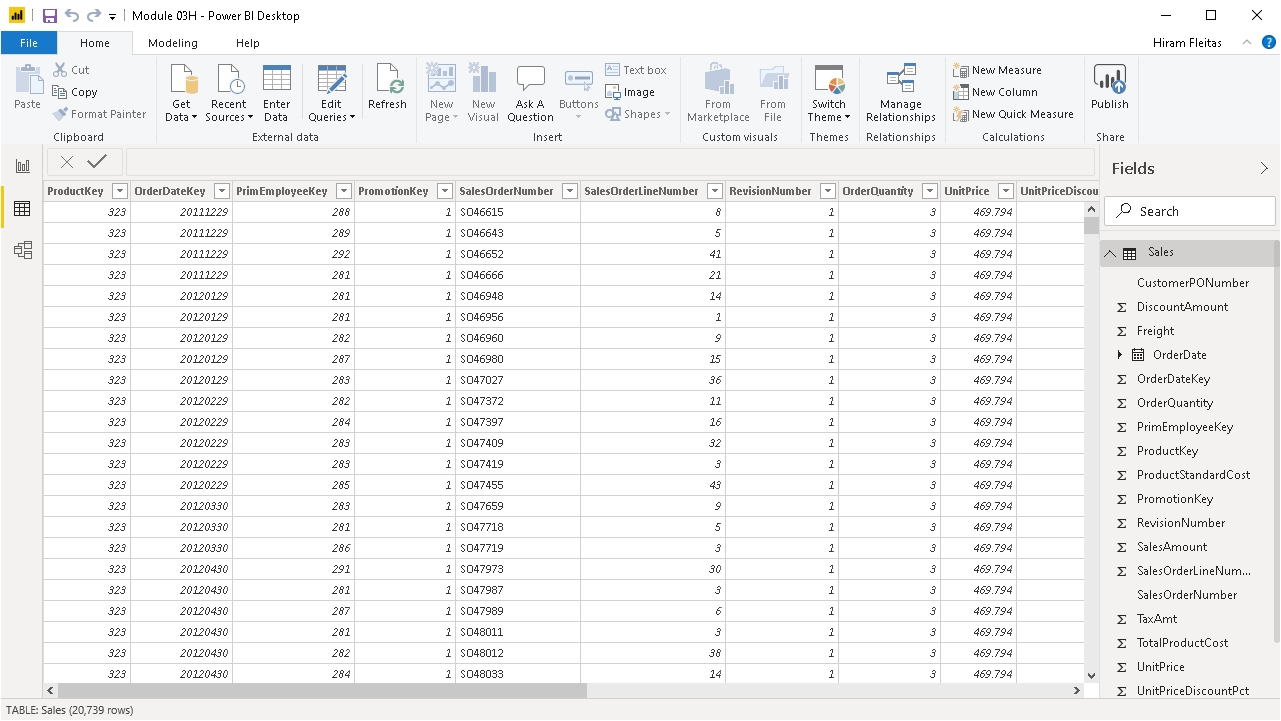 Module 03H - Power BI Desktop
File Home Modeling Help Hiram Fleitas
Paste Cut Copy Format Painter Clipboard
Get Data Recent Sources Enter Data Edit Queries Refresh External data
New Page New Visual Ask A Question Buttons Text box Image Shapes Insert
From Marketplace From File Custom visuals
Switch Theme Themes
Manage Relationships Relationships
New Measure New Column New Quick Measure Calculations
Publish Share
ProductKey OrderDateKey PrimEmployeeKey PromotionKey SalesOrderNumber SalesOrderLineNumber RevisionNumber OrderQuantity UnitPrice UnitPriceDiscou
323 20111229 288 1 SO46615 8 1 3 469.794
323 20111229 289 1 SO46643 5 1 3 469.794
323 20111229 292 1 SO46652 41 1 3 469.794
323 20111229 281 1 SO46666 21 1 3 469.794
323 20120129 281 1 SO46948 14 1 3 469.794
323 20120129 281 1 SO46956 1 1 3 469.794
323 20120129 282 1 SO46960 9 1 3 469.794
323 20120129 287 1 SO46980 15 1 3 469.794
323 20120129 283 1 SO47027 36 1 3 469.794
323 20120229 282 1 SO47372 11 1 3 469.794
323 20120229 284 1 SO47397 16 1 3 469.794
323 20120229 283 1 SO47409 32 1 3 469.794
323 20120229 283 1 SO47419 3 1 3 469.794
323 20120229 285 1 SO47455 43 1 3 469.794
323 20120330 283 1 SO47659 9 1 3 469.794
323 20120330 281 1 SO47718 5 1 3 469.794
323 20120330 286 1 SO47719 3 1 3 469.794
323 20120430 291 1 SO47973 30 1 3 469.794
323 20120430 281 1 SO47987 3 1 3 469.794
323 20120430 287 1 SO47989 6 1 3 469.794
323 20120430 281 1 SO48011 3 1 3 469.794
323 20120430 282 1 SO48012 38 1 3 469.794
323 20120430 284 1 SO48033 14 1 3 469.794
Fields
Search
Sales
CustomerPONumber
DiscountAmount
Freight
OrderDate
OrderDateKey
OrderQuantity
PrimEmployeeKey
ProductKey
ProductStandardCost
PromotionKey
RevisionNumber
SalesAmount
SalesOrderLineNum...
SalesOrderNumber
TaxAmt
TotalProductCost
UnitPrice
UnitPriceDiscountPct
TABLE: Sales (20,739 rows)